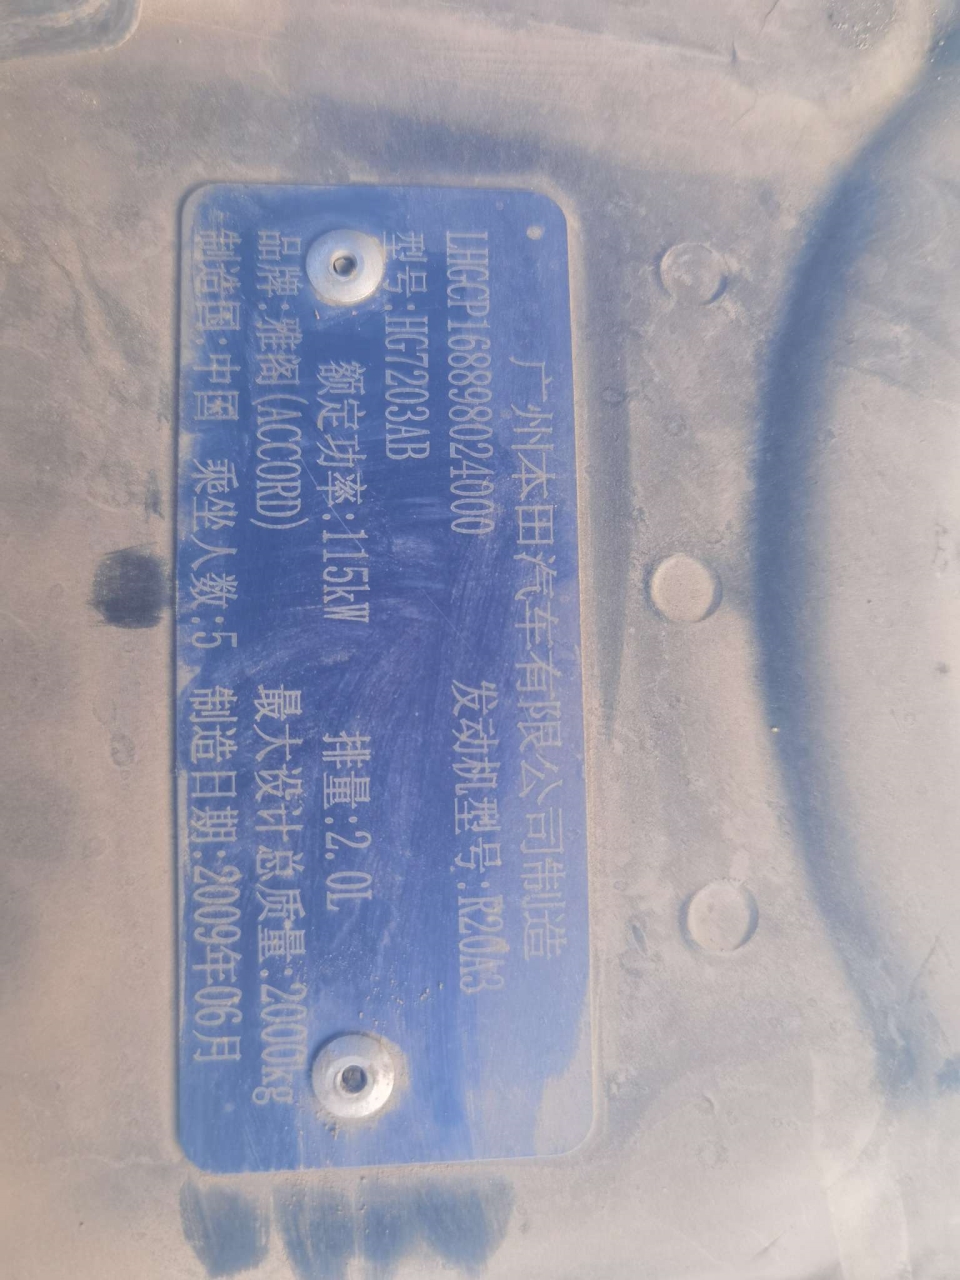 广州本田汽车有限公司制造
LHGCP168898024000 发动机型号:R20A3
型号:HG7203AB
额定功率:115kW 排量:2.0L
品牌:雅阁(ACCORD) 最大设计总质量:2000kg
制造国:中国 乘坐人数:5 制造日期:2009年06月